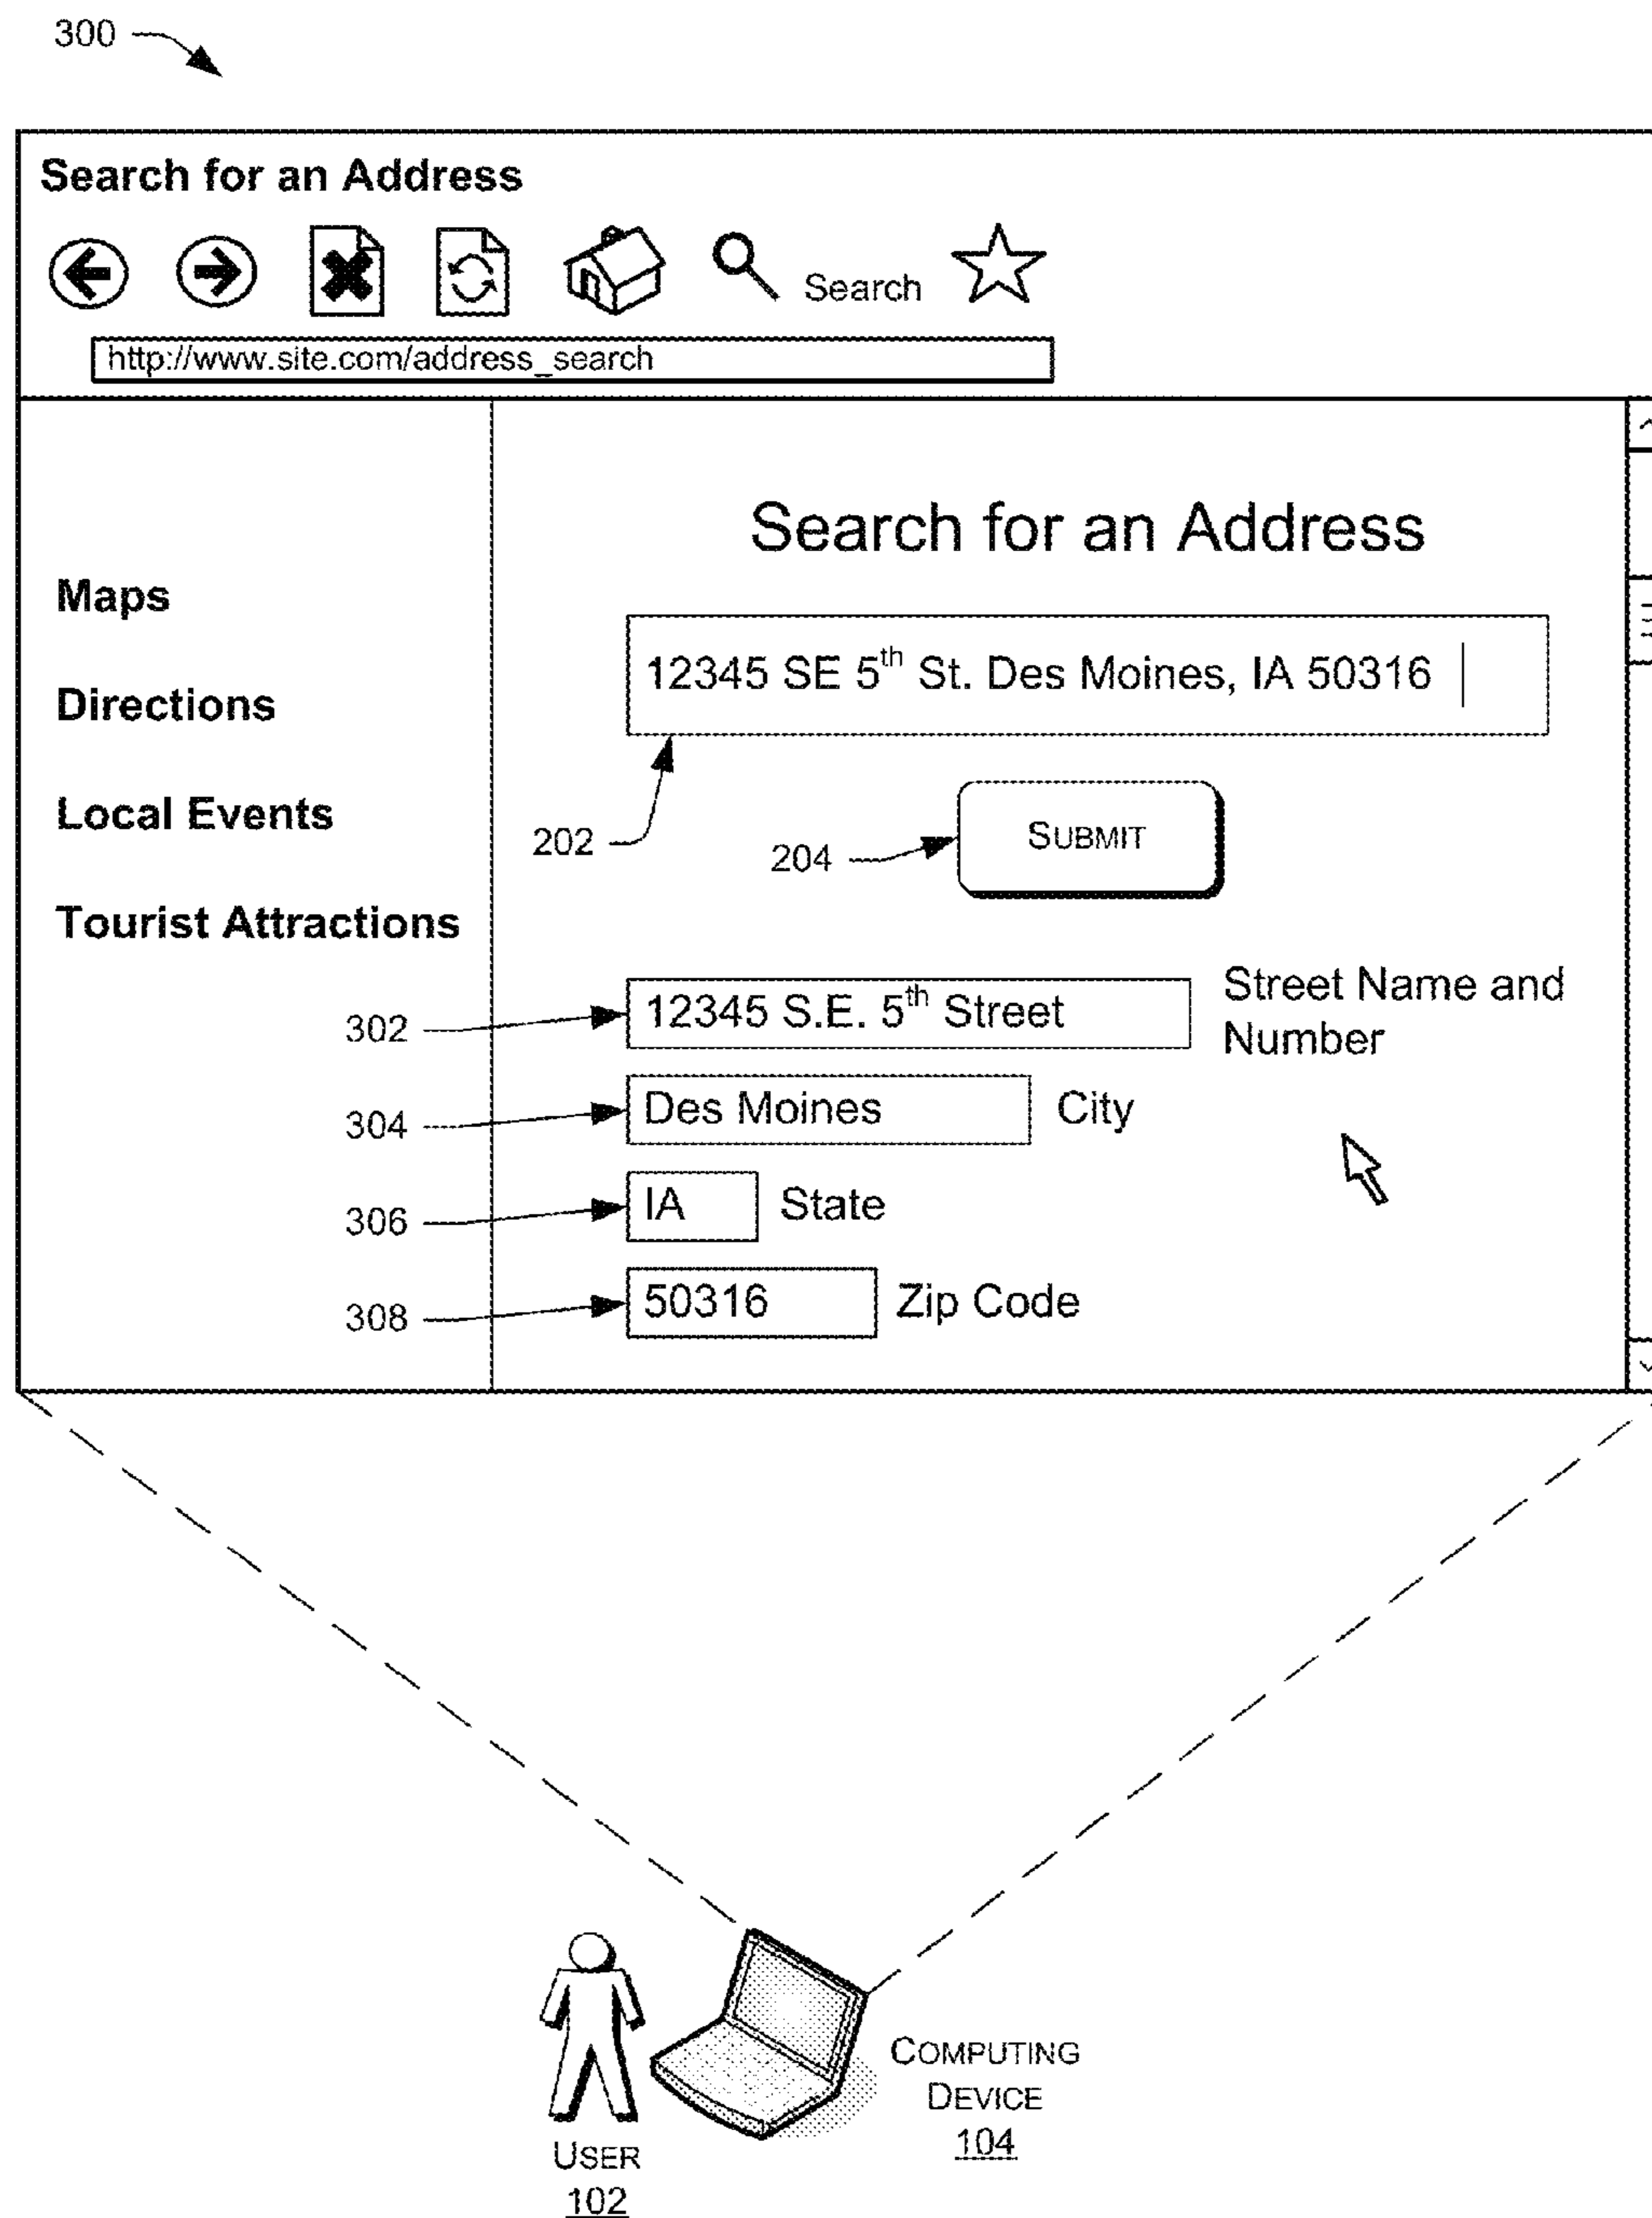 300
Search for an Address
Search
http://www.site.com/address_search
Search for an Address
Maps
12345 SE 5th St. Des Moines, IA 50316
Directions
Local Events
202
204
SUBMIT
Tourist Attractions
302
12345 S.E. 5th Street
Street Name and
Number
304
Des Moines
City
306
IA
State
308
50316
Zip Code
COMPUTING
DEVICE
104
USER
102